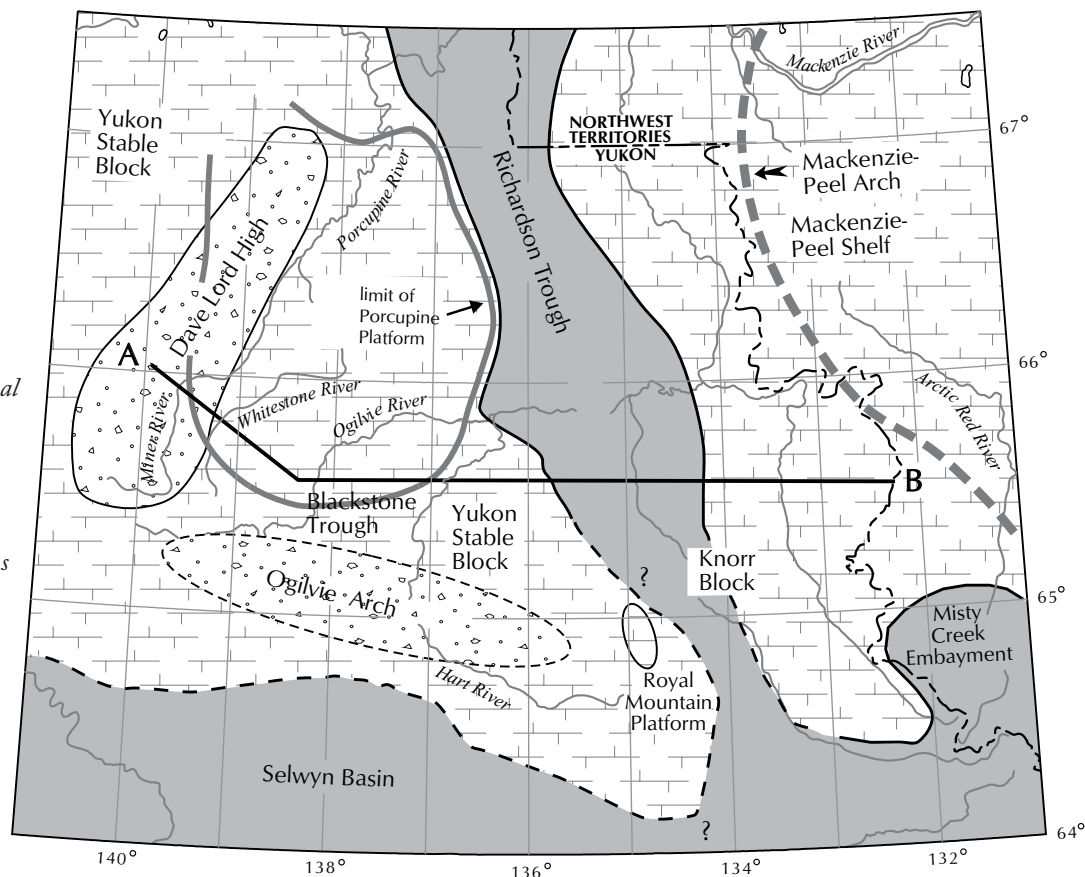 Mackenzie River
Yukon
Stable
Block
NORTHWEST
TERRITORIES
YUKON
67°
Mackenzie-
Peel Arch
Mackenzie-
Peel Shelf
Porcupine River
Richardson Trough
Dave Lord High
limit of
Porcupine
Platform
A
66°
al
Arctic Red River
Whitestone River
Ogilvie River
Miner River
B
Blackstone
Trough
Yukon
Stable
Block
s
Knorr
Block
?
Ogilvie Arch
65°
Misty
Creek
Embayment
Hart River
Royal
Mountain
Platform
Selwyn Basin
?
64°
140°
138°
136°
134°
132°